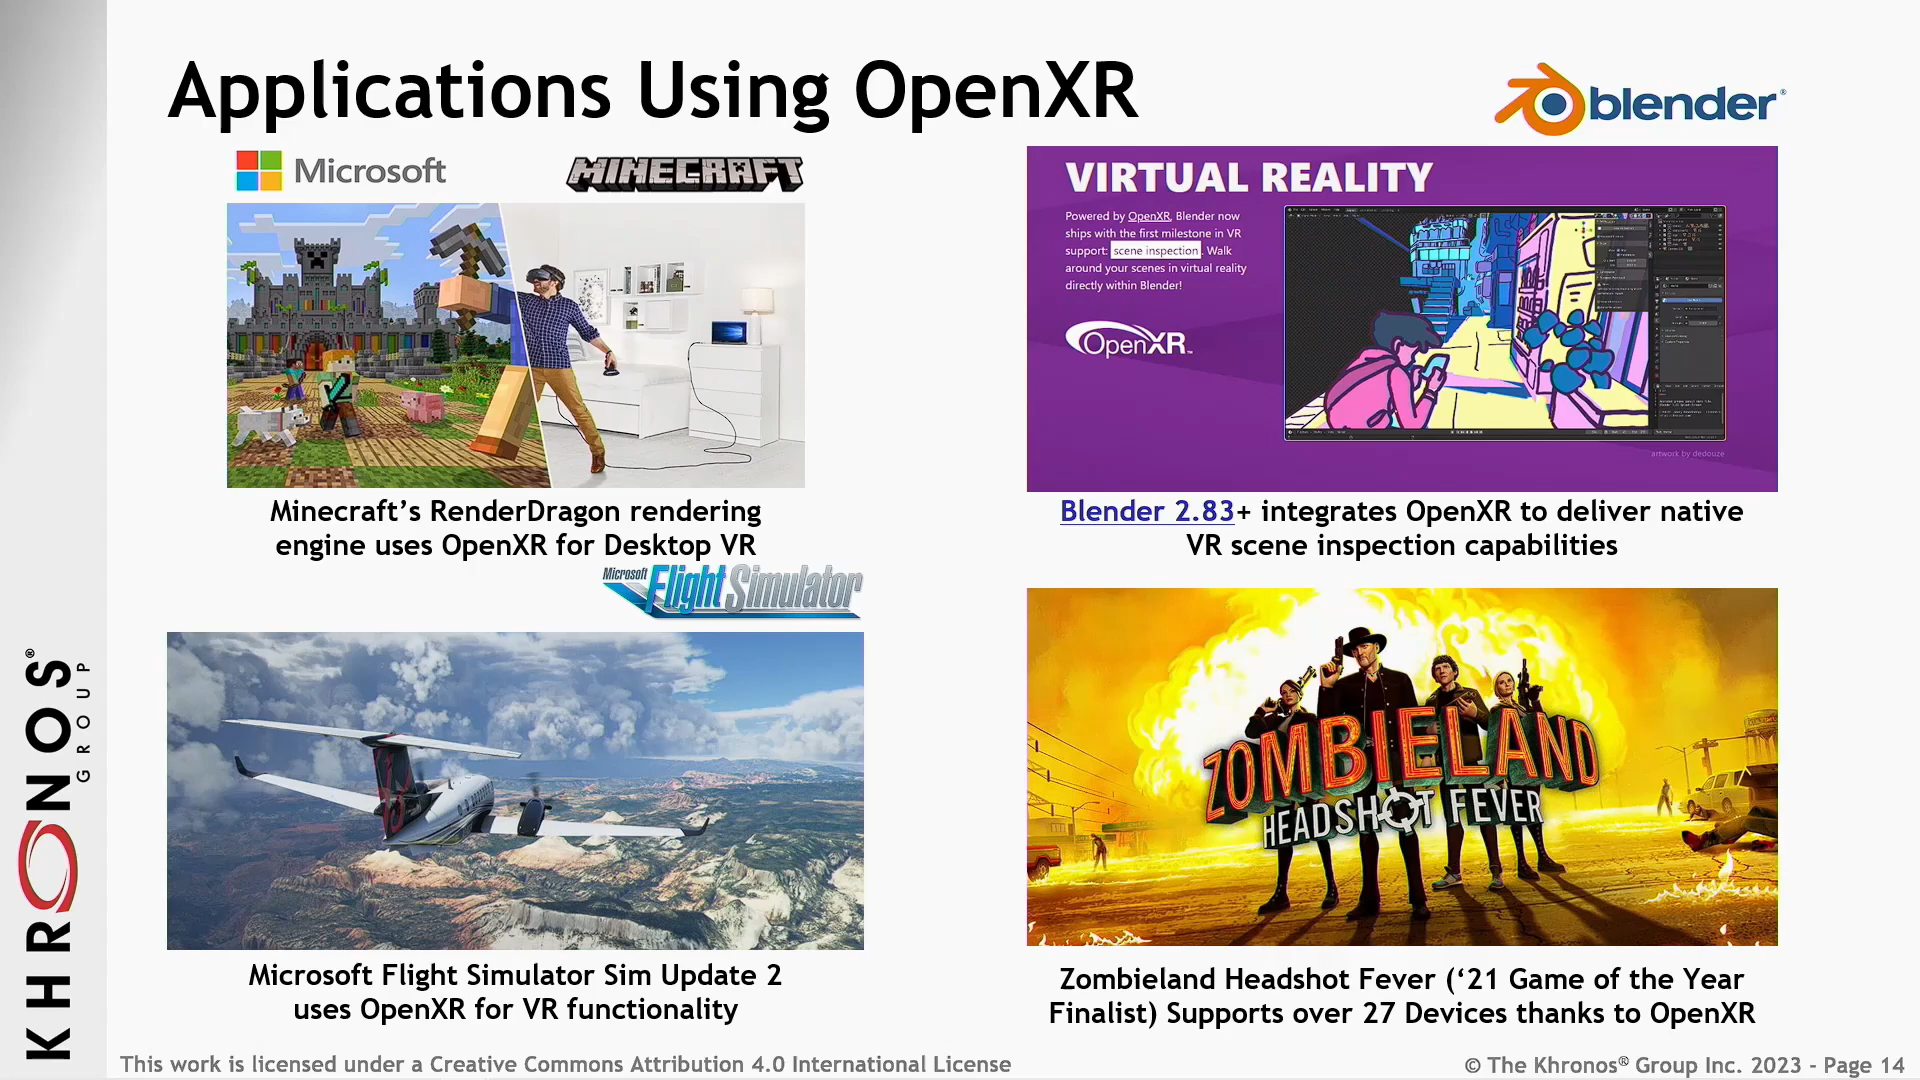 Applications Using OpenXR
blender®
Microsoft
MINECRAFT
Minecraft’s RenderDragon rendering
engine uses OpenXR for Desktop VR
VIRTUAL REALITY
Powered by OpenXR, Blender now
ships with the first milestone in VR
support: scene inspection. Walk
around your scenes in virtual reality
directly within Blender!
OpenXR™
artwork by dedouze
Blender 2.83+ integrates OpenXR to deliver native
VR scene inspection capabilities
Microsoft
Flight Simulator
Microsoft Flight Simulator Sim Update 2
uses OpenXR for VR functionality
ZOMBIELAND
HEADSHOT FEVER
Zombieland Headshot Fever (‘21 Game of the Year
Finalist) Supports over 27 Devices thanks to OpenXR
KHRONOS®
GROUP
This work is licensed under a Creative Commons Attribution 4.0 International License
© The Khronos® Group Inc. 2023 - Page 14